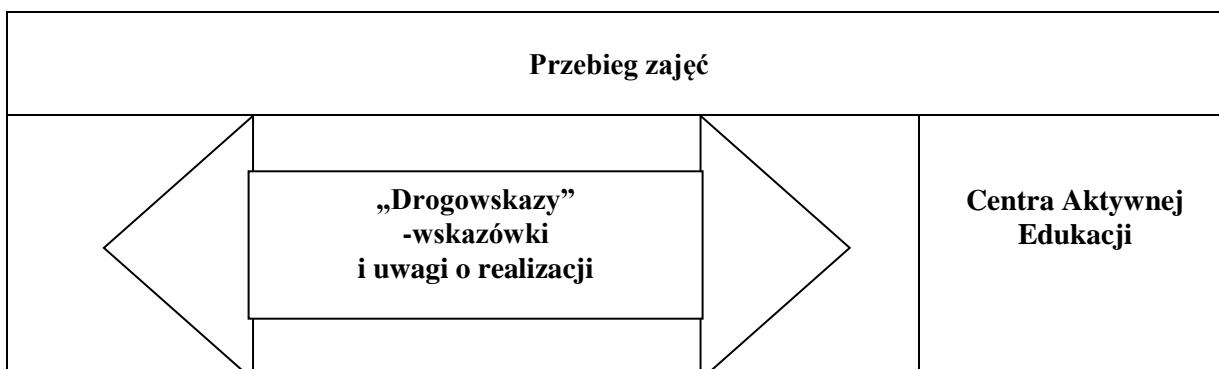 Przebieg zajęć
„Drogowskazy”
-wskazówki
i uwagi o realizacji
Centra Aktywnej
Edukacji